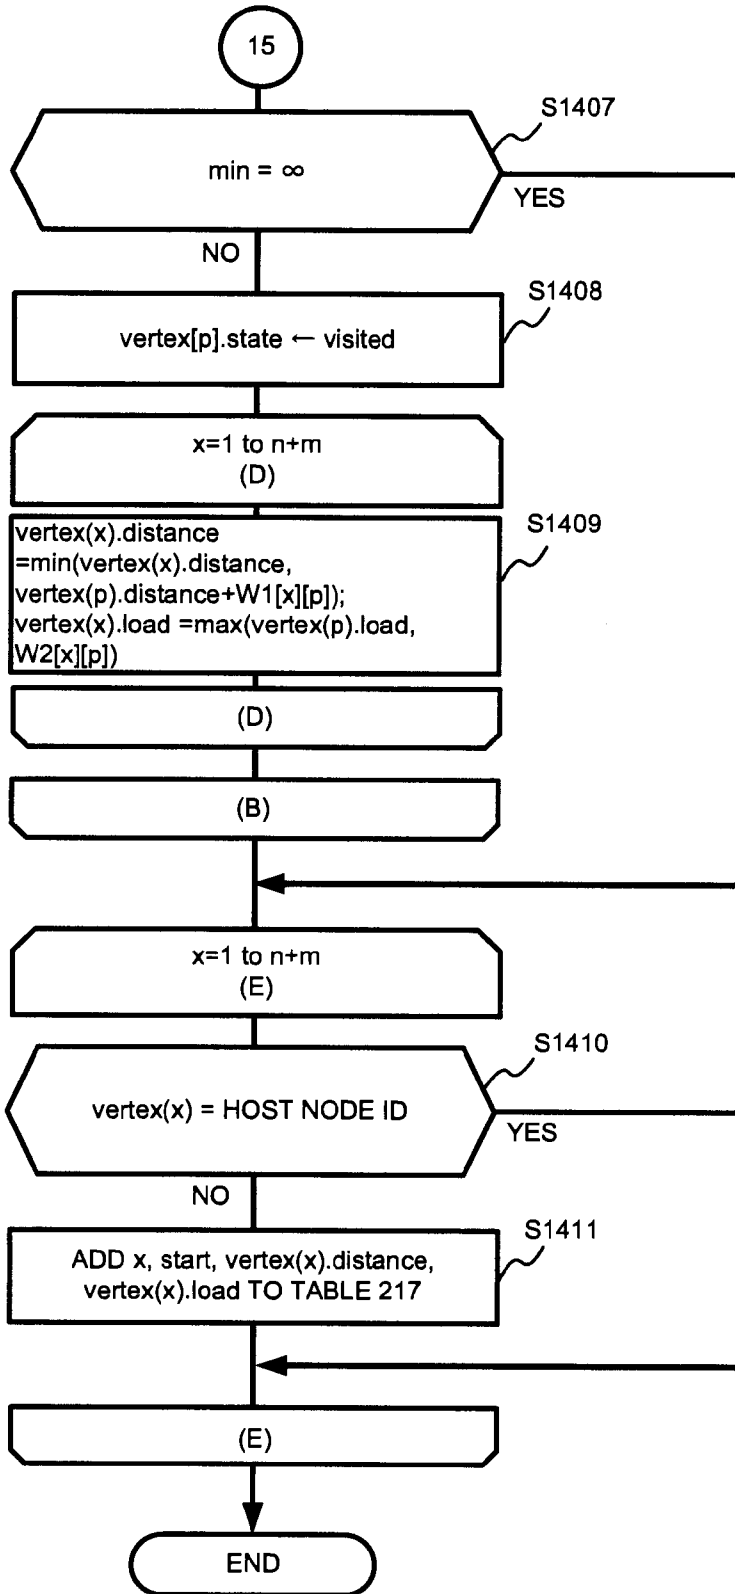 15
S1407
min = ∞
YES
NO
S1408
vertex[p].state ← visited
x=1 to n+m
(D)
S1409
vertex(x).distance
=min(vertex(x).distance,
vertex(p).distance+W1[x][p]);
vertex(x).load =max(vertex(p).load,
W2[x][p])
(D)
(B)
x=1 to n+m
(E)
S1410
vertex(x) = HOST NODE ID
YES
NO
S1411
ADD x, start, vertex(x).distance,
vertex(x).load TO TABLE 217
(E)
END